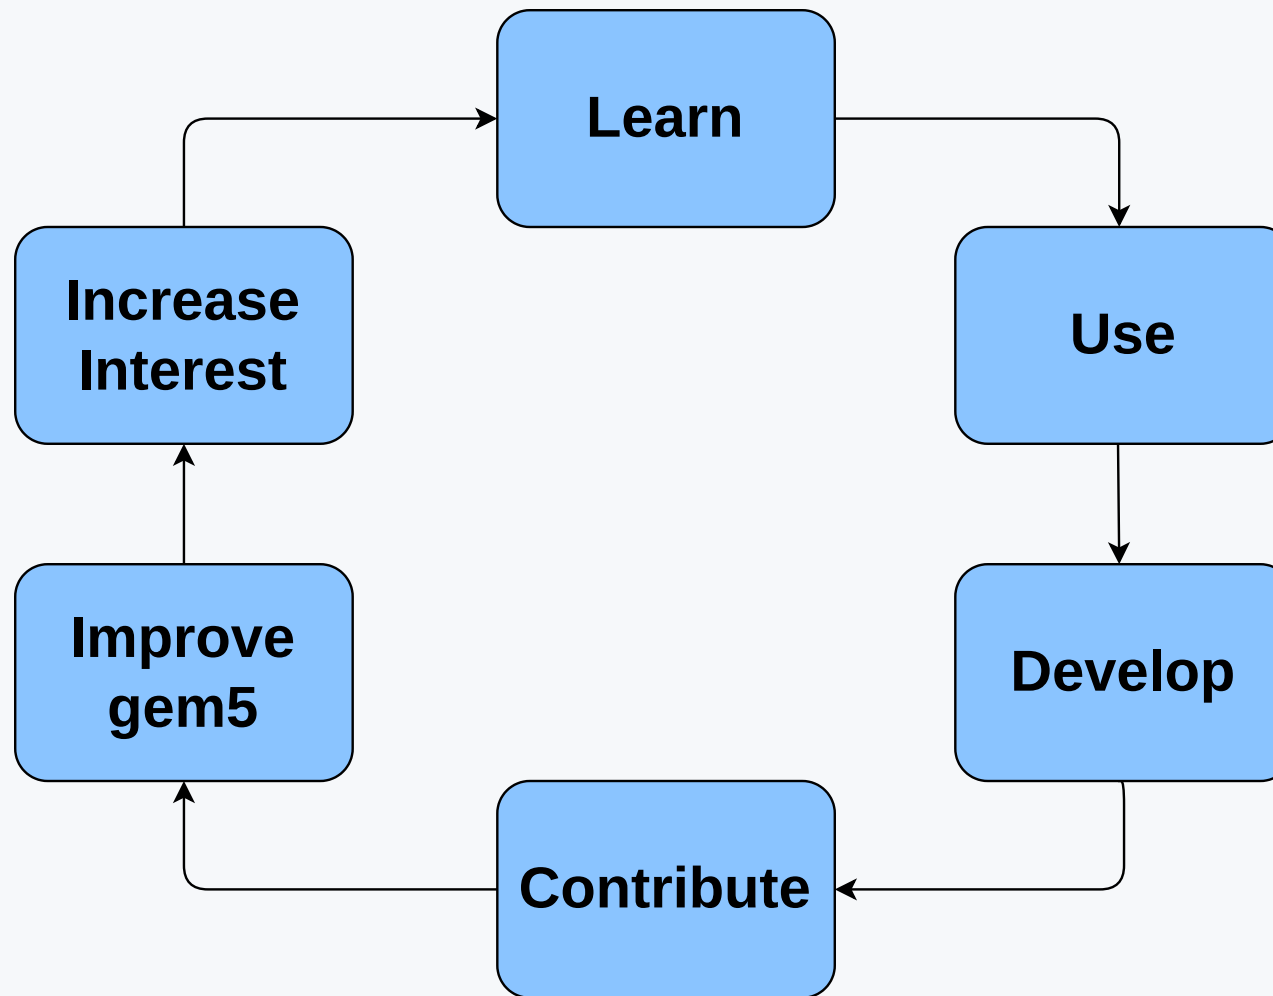 Learn
Use
Develop
Contribute
Improve
gem5
Increase
Interest